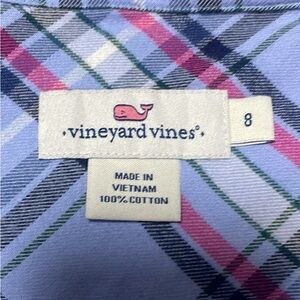 vineyard vines®
8
MADE IN
VIETNAM
100% COTTON